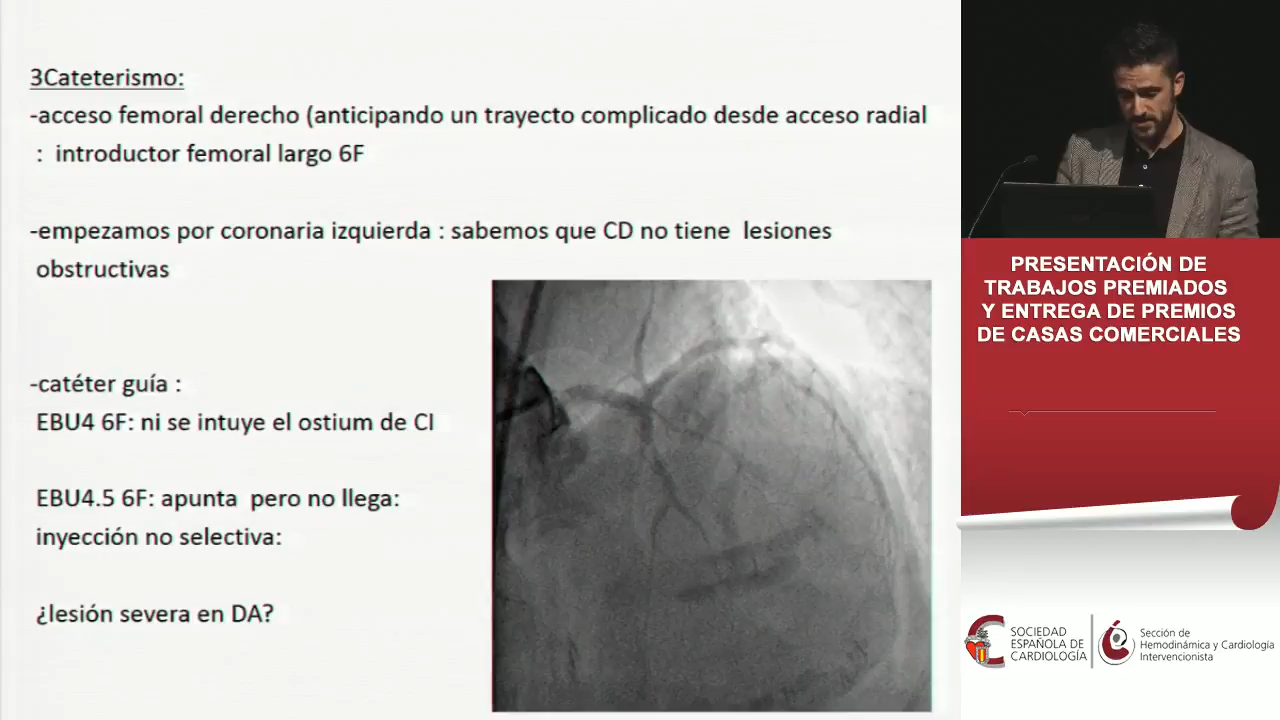 3Cateterismo:
-acceso femoral derecho (anticipando un trayecto complicado desde acceso radial
: introductor femoral largo 6F
-empezamos por coronaria izquierda : sabemos que CD no tiene lesiones
obstructivas
-catéter guía :
EBU4 6F: ni se intuye el ostium de CI
EBU4.5 6F: apunta pero no llega:
inyección no selectiva:
¿lesión severa en DA?
PRESENTACIÓN DE
TRABAJOS PREMIADOS
Y ENTREGA DE PREMIOS
DE CASAS COMERCIALES
SOCIEDAD
ESPAÑOLA DE
CARDIOLOGÍA
Sección de
Hemodinámica y Cardiología
Intervencionista